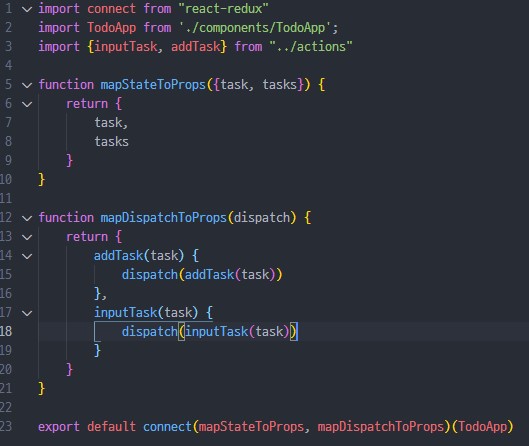 1 import connect from "react-redux"
2 import TodoApp from './components/TodoApp';
3 import {inputTask, addTask} from "../actions"
4
5 function mapStateToProps({task, tasks}) {
6     return {
7         task,
8         tasks
9     }
10 }
11
12 function mapDispatchToProps(dispatch) {
13     return {
14         addTask(task) {
15             dispatch(addTask(task))
16         },
17         inputTask(task) {
18             dispatch(inputTask(task))
19         }
20     }
21 }
22
23 export default connect(mapStateToProps, mapDispatchToProps)(TodoApp)